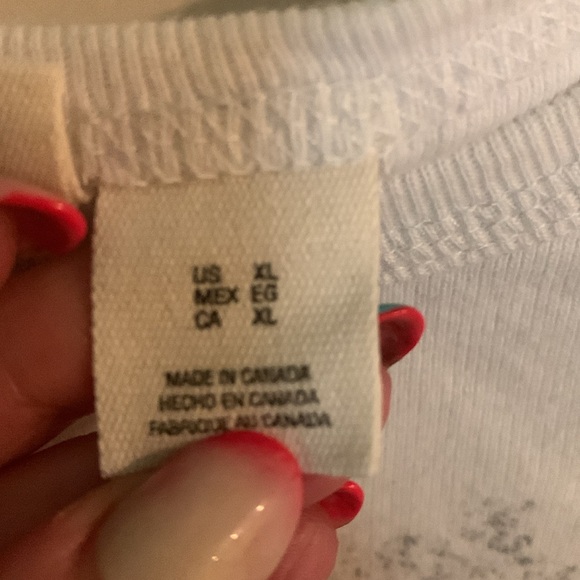 US XL
MEX EG
CA XL
MADE IN CANADA
HECHO EN CANADA
FABRIQUE AU CANADA